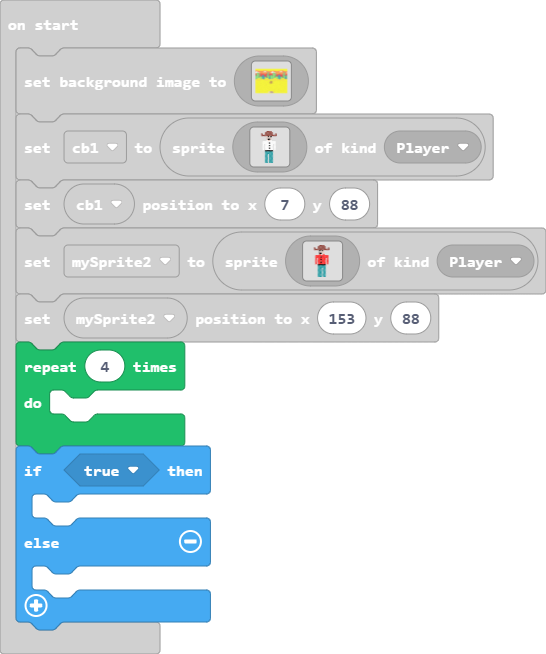 on start
set background image to
set cb1 to sprite of kind Player
set cb1 position to x 7 y 88
set mySprite2 to sprite of kind Player
set mySprite2 position to x 153 y 88
repeat 4 times
do
if true then
else